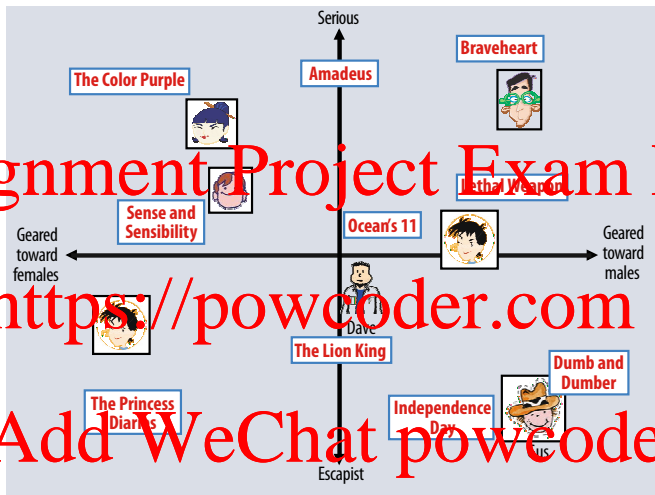 Serious
Braveheart
Amadeus
The Color Purple
gnment Project Exam
Lethal Weapon
Sense and
Sensibility
Ocean's 11
Geared
toward
females
Geared
toward
males
https://powcoder.com
Dave
The Lion King
Dumb and
Dumber
The Princess
Diaries
Independence
Day
Add WeChat powcode
Escapist